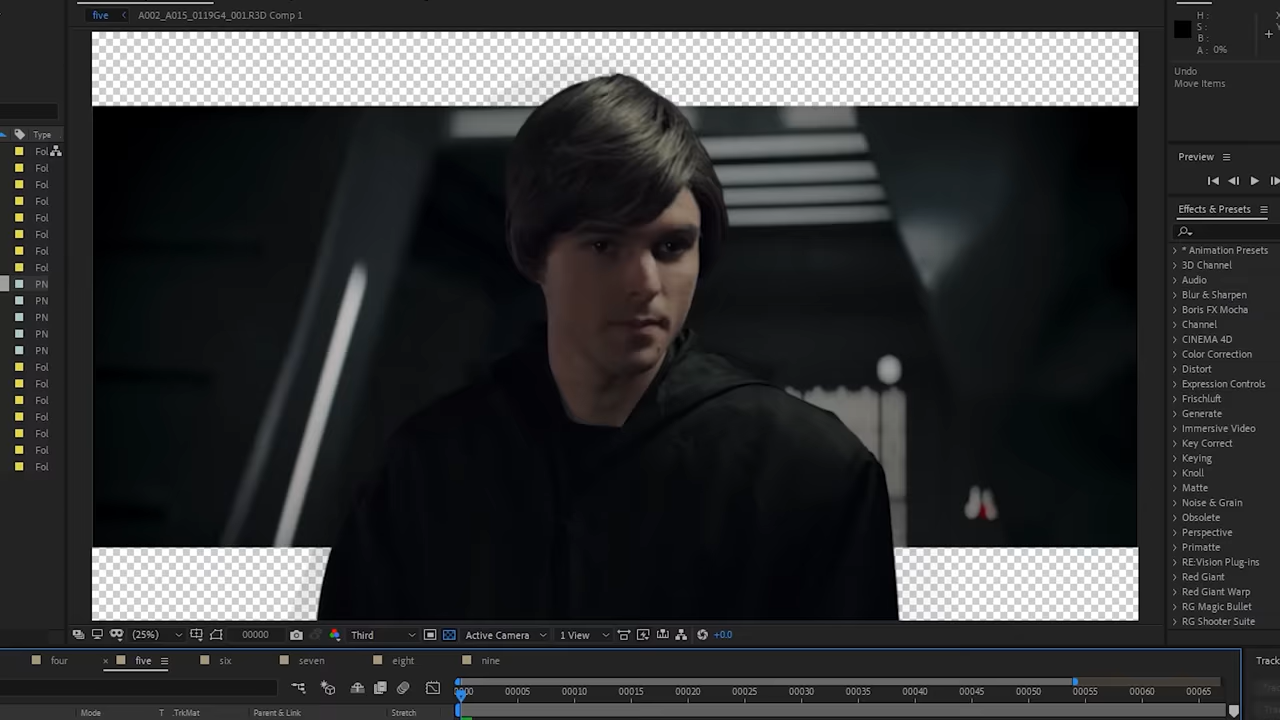 five
A002_A015_0119G4_001.R3D Comp 1
H :
S :
B :
A : 0%
Undo
Move Items
Type
Fol
Fol
Fol
Fol
Fol
Fol
Fol
Fol
PN
PN
PN
PN
PN
Fol
Fol
Fol
Fol
Fol
Fol
Fol
Preview
Effects & Presets
* Animation Presets
3D Channel
Audio
Blur & Sharpen
Boris FX Mocha
Channel
CINEMA 4D
Color Correction
Distort
Expression Controls
Frischluft
Generate
Immersive Video
Key Correct
Keying
Knoll
Matte
Noise & Grain
Obsolete
Perspective
Primatte
RE:Vision Plug-ins
Red Giant
Red Giant Warp
RG Magic Bullet
RG Shooter Suite
(25%) 00000 Third Active Camera 1 View +0.0
four five six seven eight nine
Track
0000 00005 00010 00015 00020 00025 00030 00035 00040 00045 00050 00055 00060 00065
Mode T .TrkMat Parent & Link Stretch